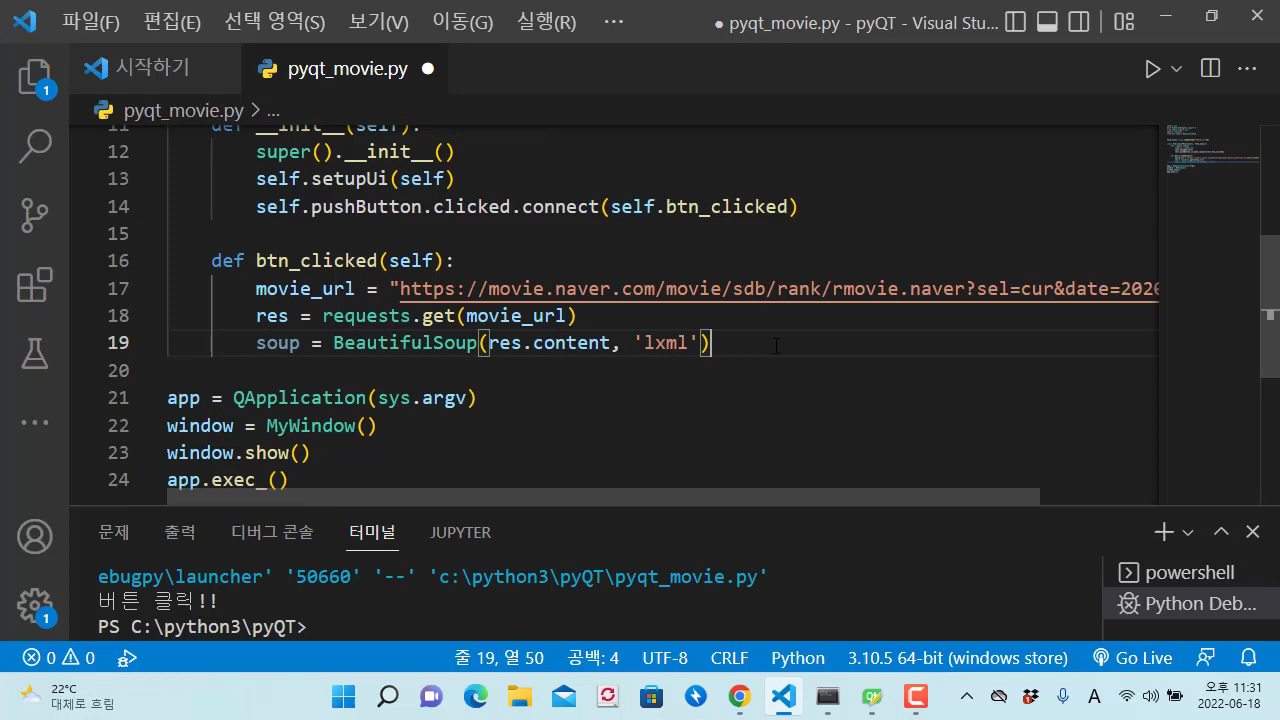 파일(F) 편집(E) 선택 영역(S) 보기(V) 이동(G) 실행(R) ··· ● pyqt_movie.py - pyQT - Visual Stu...
1 시작하기 pyqt_movie.py ●
pyqt_movie.py > ...
11 def __init__(self):
12 super().__init__()
13 self.setupUi(self)
14 self.pushButton.clicked.connect(self.btn_clicked)
15
16 def btn_clicked(self):
17 movie_url = "https://movie.naver.com/movie/sdb/rank/rmovie.naver?sel=cur&date=2020
18 res = requests.get(movie_url)
19 soup = BeautifulSoup(res.content, 'lxml')
20
21 app = QApplication(sys.argv)
22 window = MyWindow()
23 window.show()
24 app.exec_()
문제 출력 디버그 콘솔 터미널 JUPYTER
ebugpy\launcher' '50660' '--' 'c:\python3\pyQT\pyqt_movie.py'
버튼 클릭!!
PS C:\python3\pyQT>
powershell
Python Deb...
1
0 0 줄 19, 열 50 공백: 4 UTF-8 CRLF Python 3.10.5 64-bit (windows store) Go Live
22°C
대체로 흐림
A
오후 11:31
2022-06-18